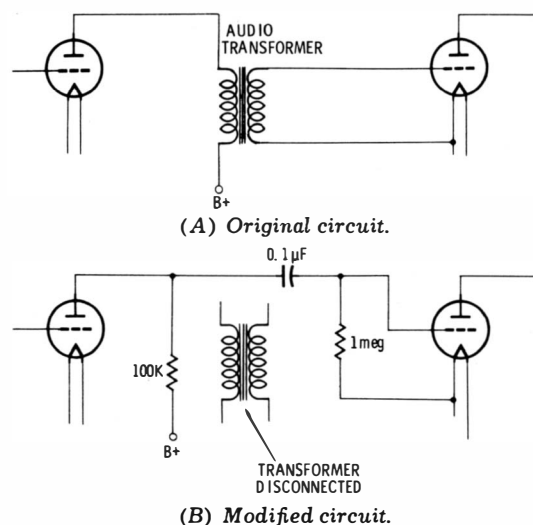 AUDIO
TRANSFORMER
B+
(A) Original circuit.
0.1µF
100K
1meg
B+
TRANSFORMER
DISCONNECTED
(B) Modified circuit.